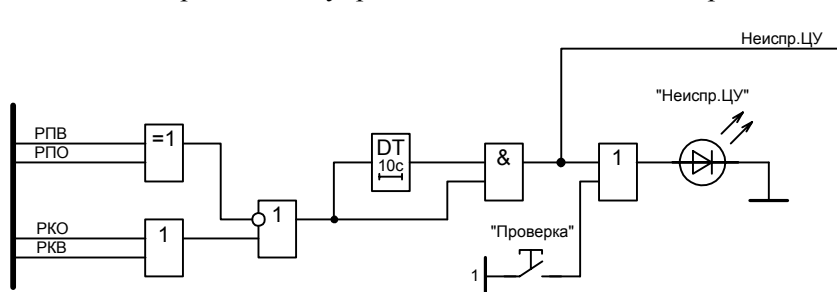 Неиспр.ЦУ
"Неиспр.ЦУ"
РПВ
РПО
=1
DT
10с
&
1
1
РКО
РКВ
1
"Проверка"
1